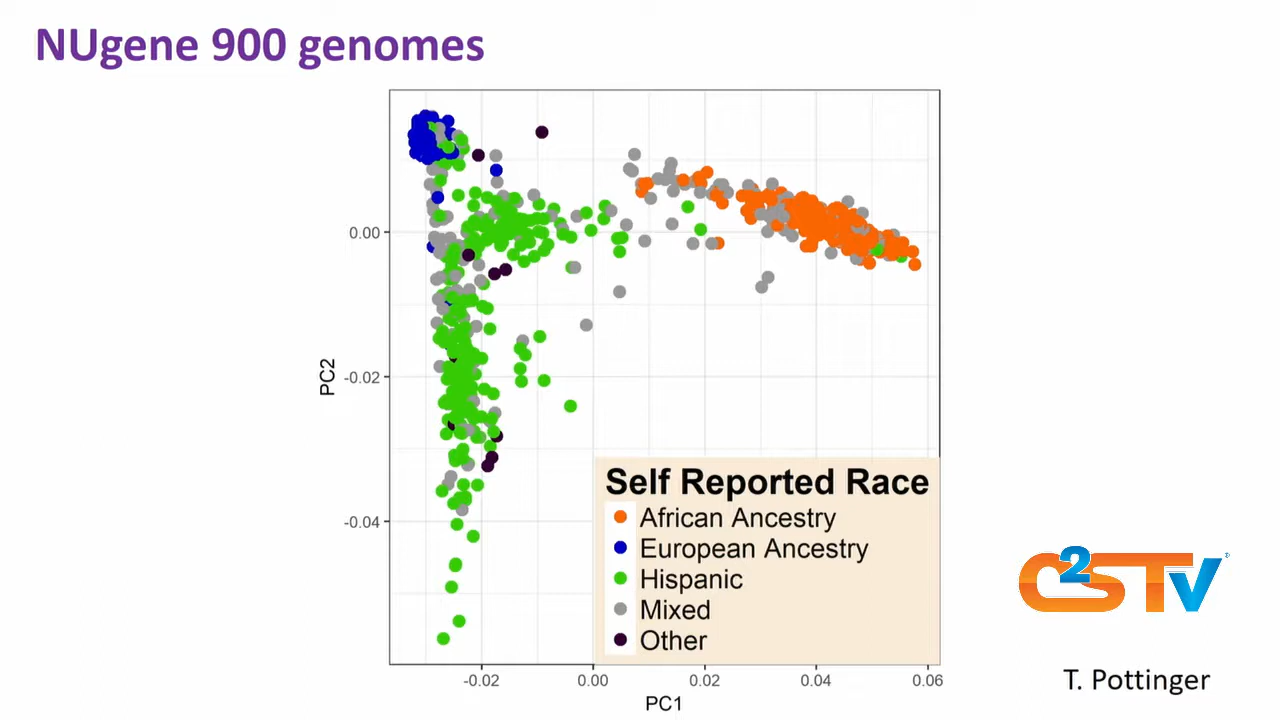 NUgene 900 genomes
PC2
0.00
-0.02
-0.04
Self Reported Race
African Ancestry
European Ancestry
Hispanic
Mixed
Other
-0.02 0.00 0.02 0.04 0.06
PC1
C2STV®
T. Pottinger